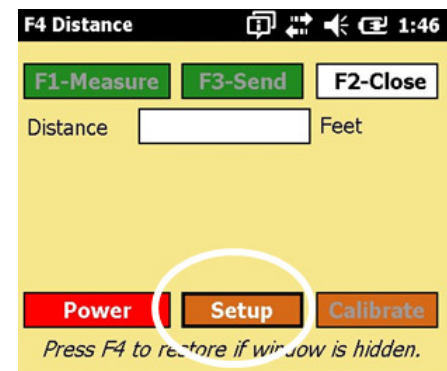 F4 Distance 1:46
F1-Measure F3-Send F2-Close
Distance Feet
Power Setup Calibrate
Press F4 to restore if window is hidden.